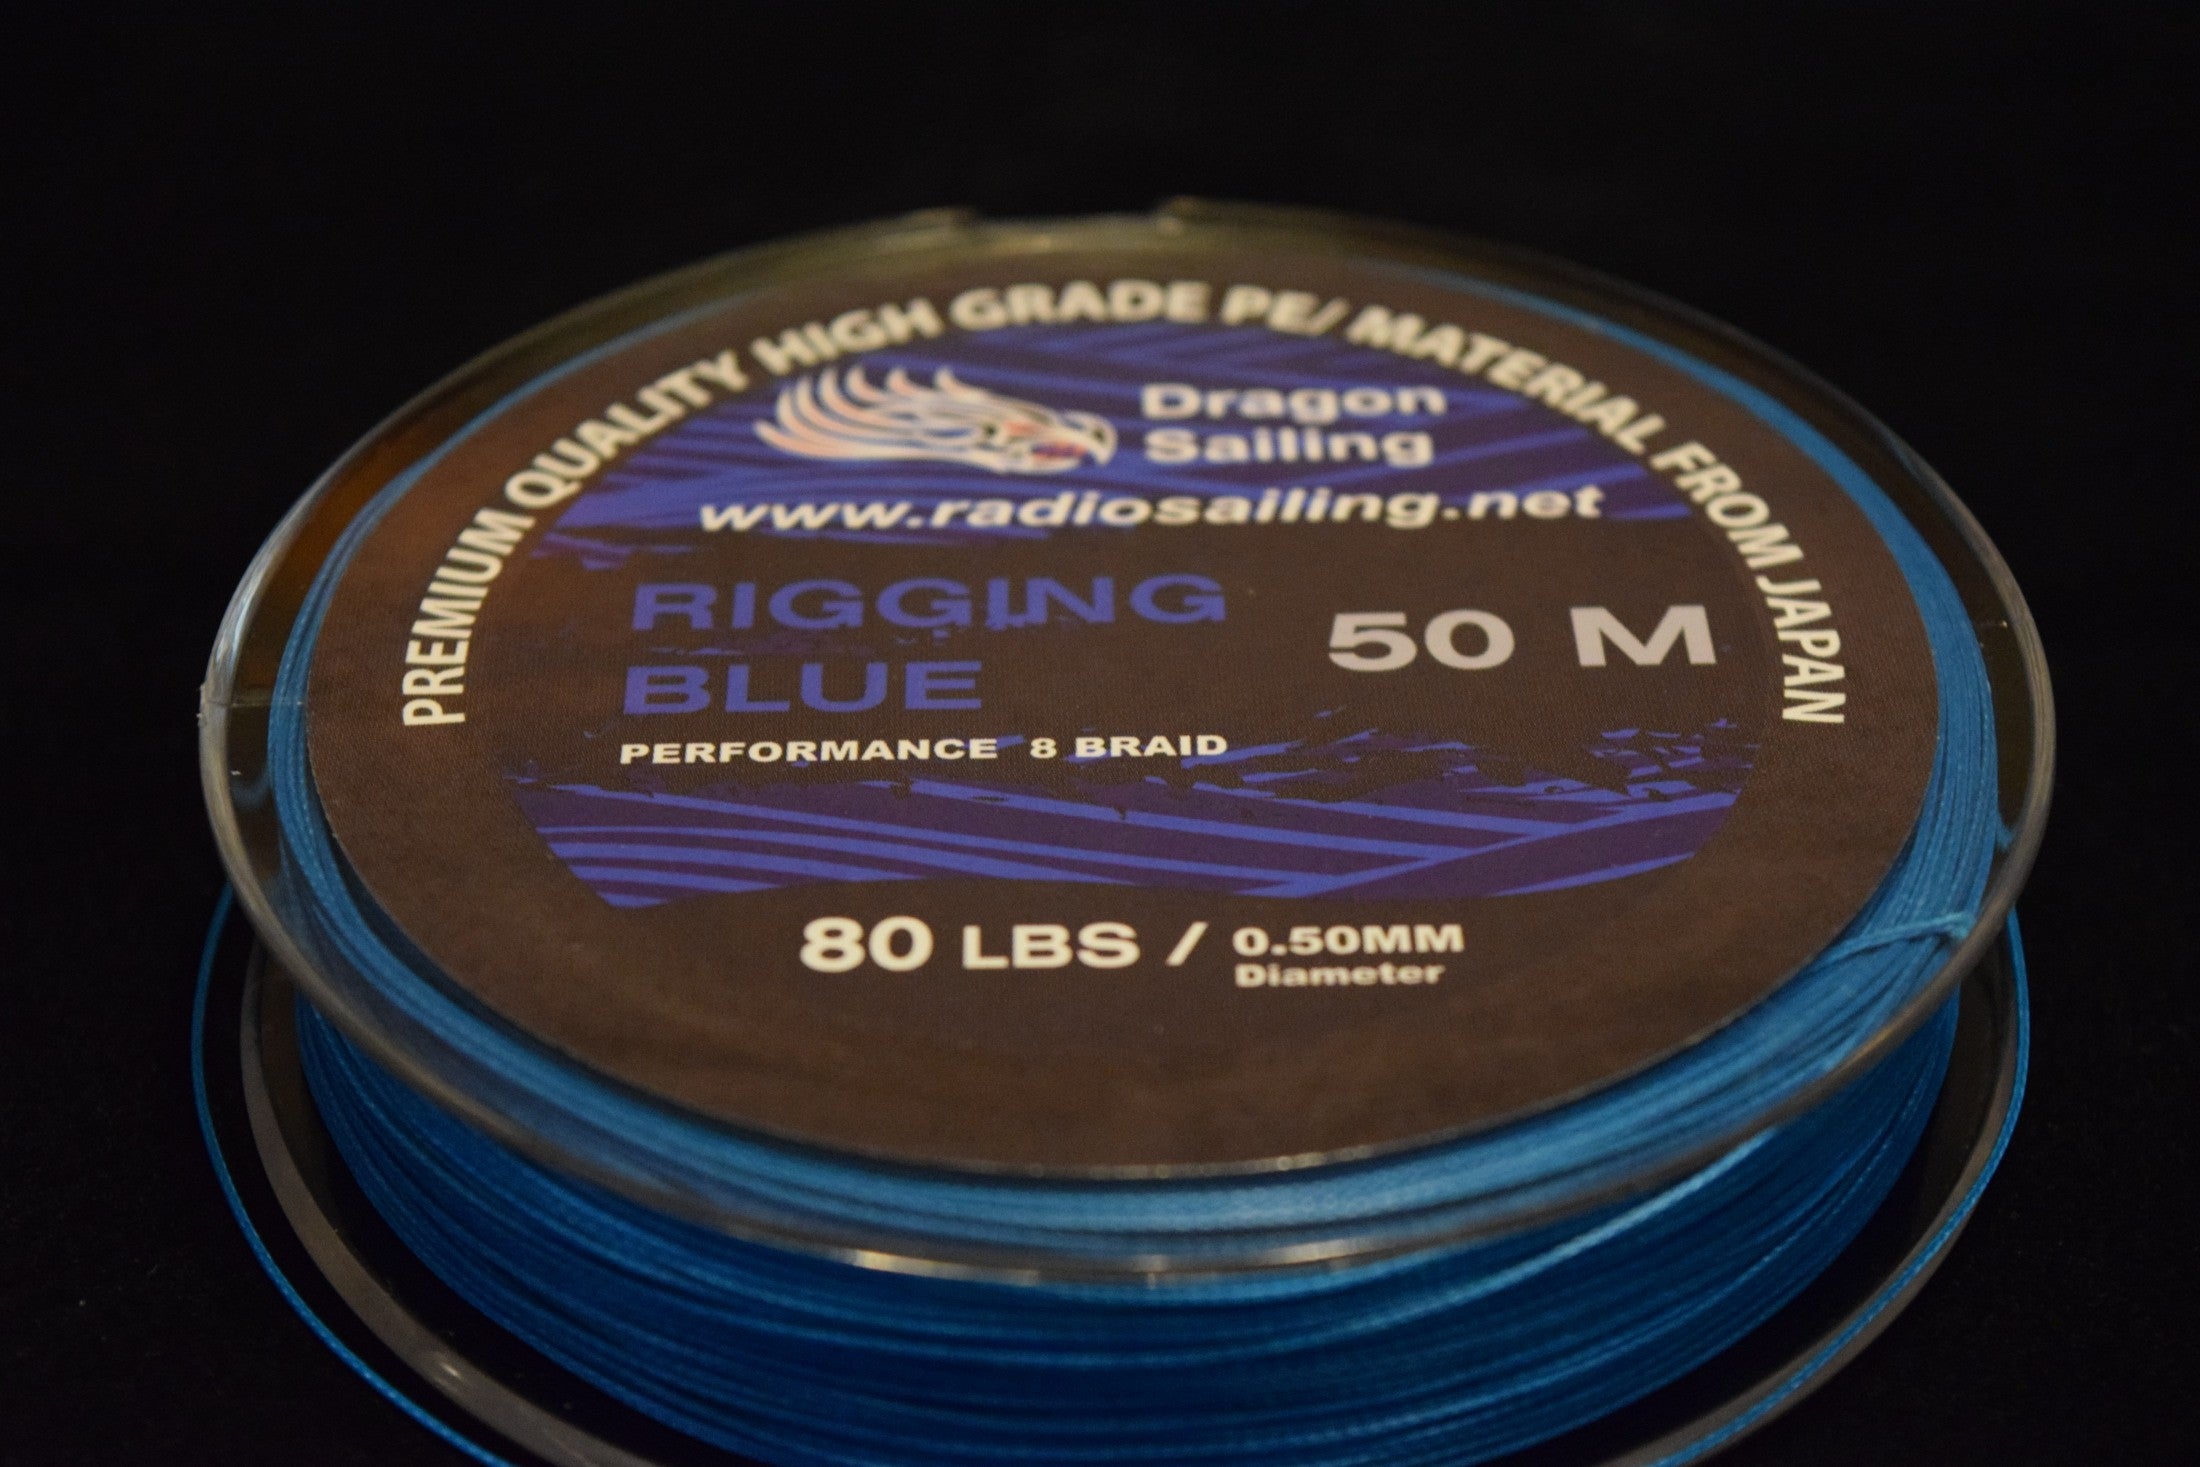 PREMIUM QUALITY HIGH GRADE PE/ MATERIAL FROM JAPAN
Dragon
Sailing
www.radiosailing.net
RIGGING
BLUE
50 M
PERFORMANCE 8 BRAID
80 LBS / 0.50MM
Diameter